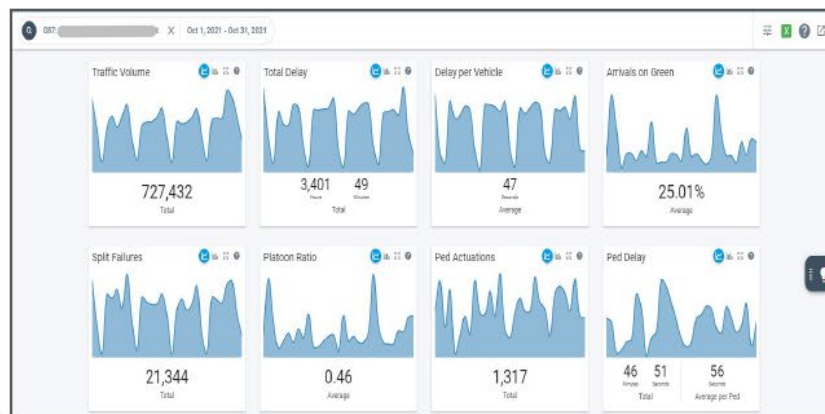 087: X Oct 1, 2021 - Oct 31, 2021
Traffic Volume
727,432
Total
Total Delay
3,401 49
Hours Minutes
Total
Delay per Vehicle
47
Seconds
Average
Arrivals on Green
25.01%
Average
Split Failures
21,344
Total
Platoon Ratio
0.46
Average
Ped Actuations
1,317
Total
Ped Delay
46 51 56
Minutes Seconds Seconds
Total Average per Ped